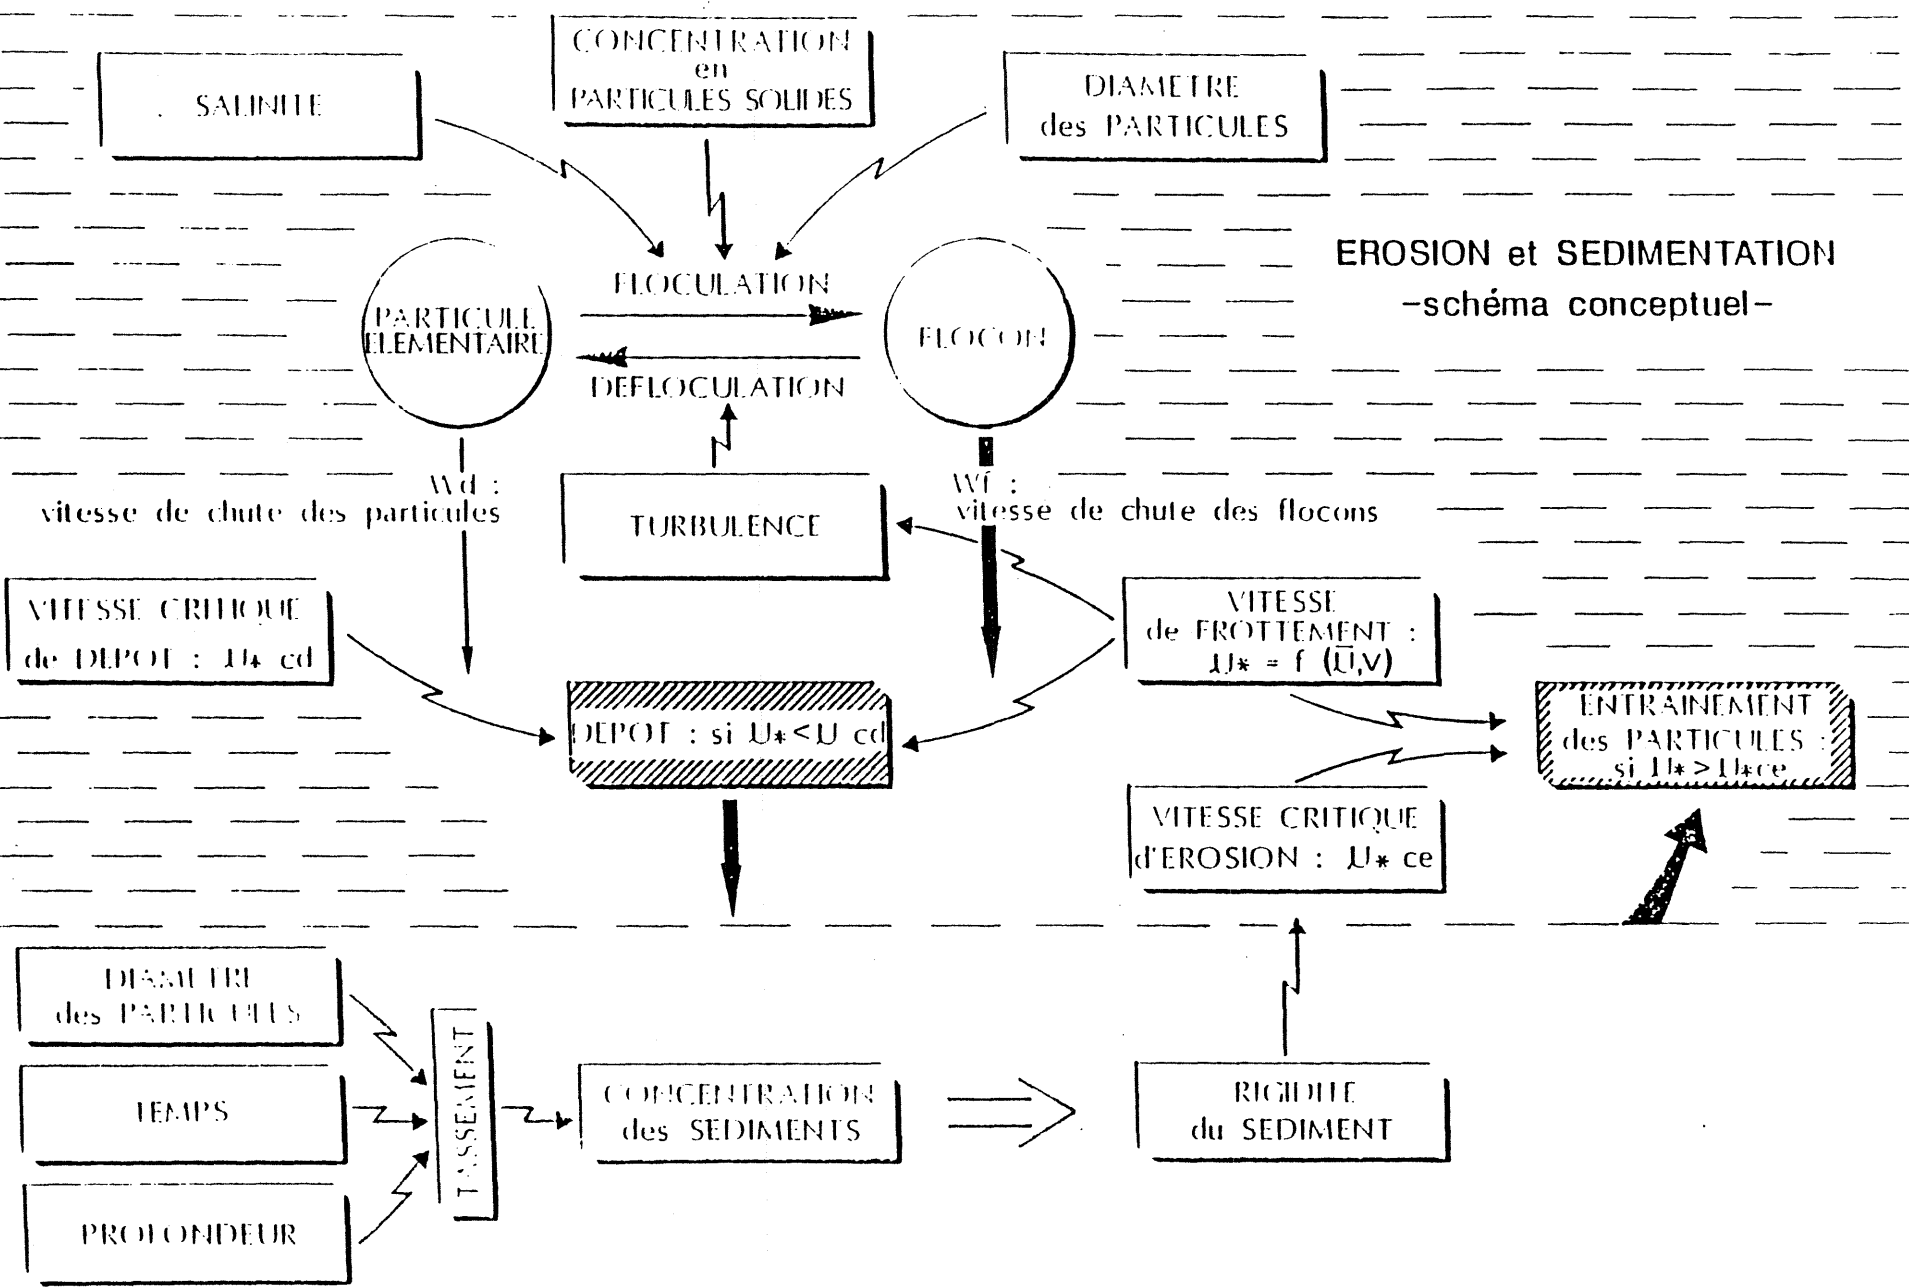 CONCENTRATION
en
PARTICULES SOLIDES
SALINITE
DIAMETRE
des PARTICULES
EROSION et SEDIMENTATION
-schéma conceptuel-
FLOCULATION
PARTICULE
ELEMENTAIRE
FLOCON
DEFLOCULATION
Wd :
vitesse de chute des particules
Wf :
vitesse de chute des flocons
TURBULENCE
VITESSE CRITIQUE
de DEPOT : U* cd
VITESSE
de FROTTEMENT :
U* = f (U̅,V)
DEPOT : si U*<U cd
ENTRAINEMENT
des PARTICULES :
si U*>U*ce
VITESSE CRITIQUE
d'EROSION : U* ce
DIAMETRE
des PARTICULES
TEMPS
PROFONDEUR
TASSEMENT
CONCENTRATION
des SEDIMENTS
RIGIDITE
du SEDIMENT